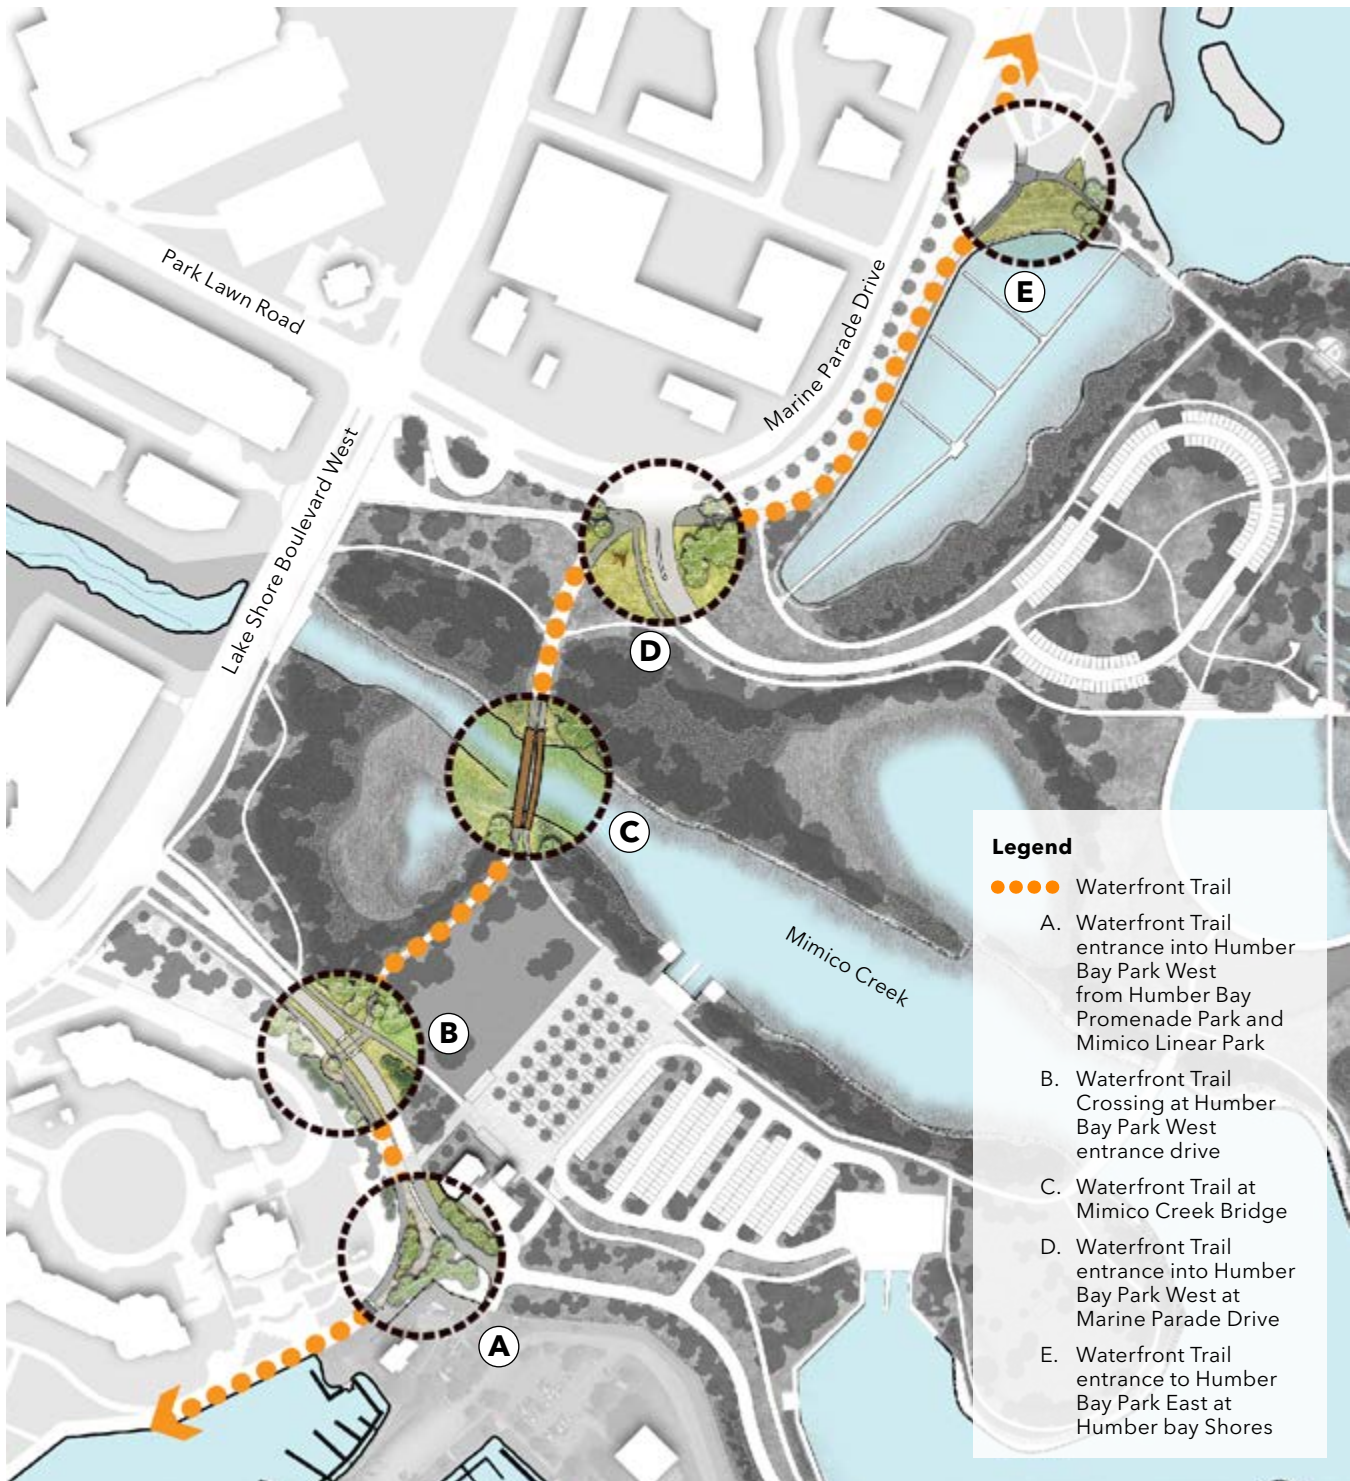 Park Lawn Road
Lake Shore Boulevard West
Marine Parade Drive
E
D
C
Mimico Creek
B
A
Legend
Waterfront Trail
A. Waterfront Trail
entrance into Humber
Bay Park West
from Humber Bay
Promenade Park and
Mimico Linear Park
B. Waterfront Trail
Crossing at Humber
Bay Park West
entrance drive
C. Waterfront Trail at
Mimico Creek Bridge
D. Waterfront Trail
entrance into Humber
Bay Park West at
Marine Parade Drive
E. Waterfront Trail
entrance to Humber
Bay Park East at
Humber bay Shores